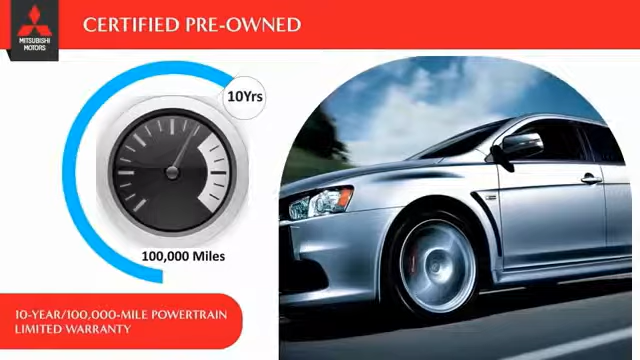 MITSUBISHI
MOTORS
CERTIFIED PRE-OWNED
10Yrs
100,000 Miles
10-YEAR/100,000-MILE POWERTRAIN
LIMITED WARRANTY